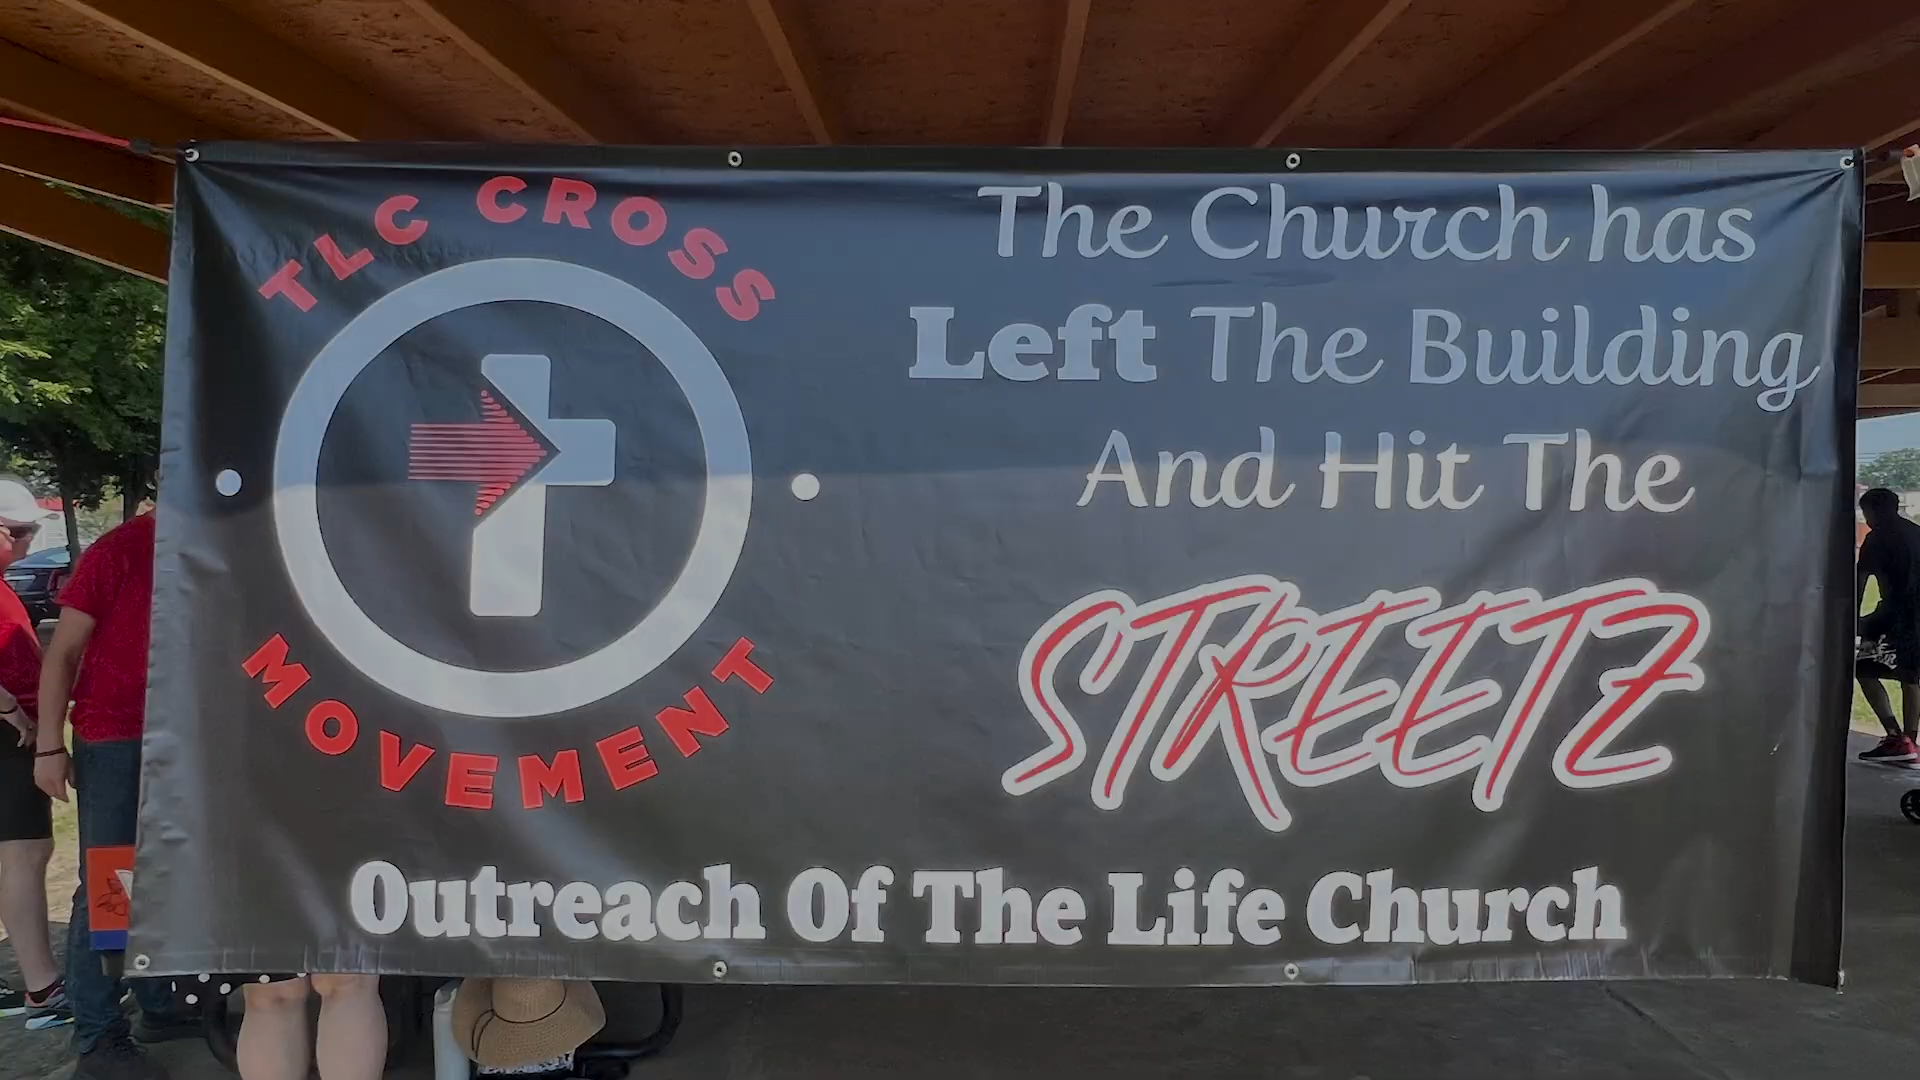 TLC CROSS
MOVEMENT
The Church has
Left The Building
And Hit The
STREETZ
Outreach Of The Life Church